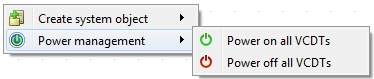 Create system object
Power management
Power on all VCDTs
Power off all VCDTs